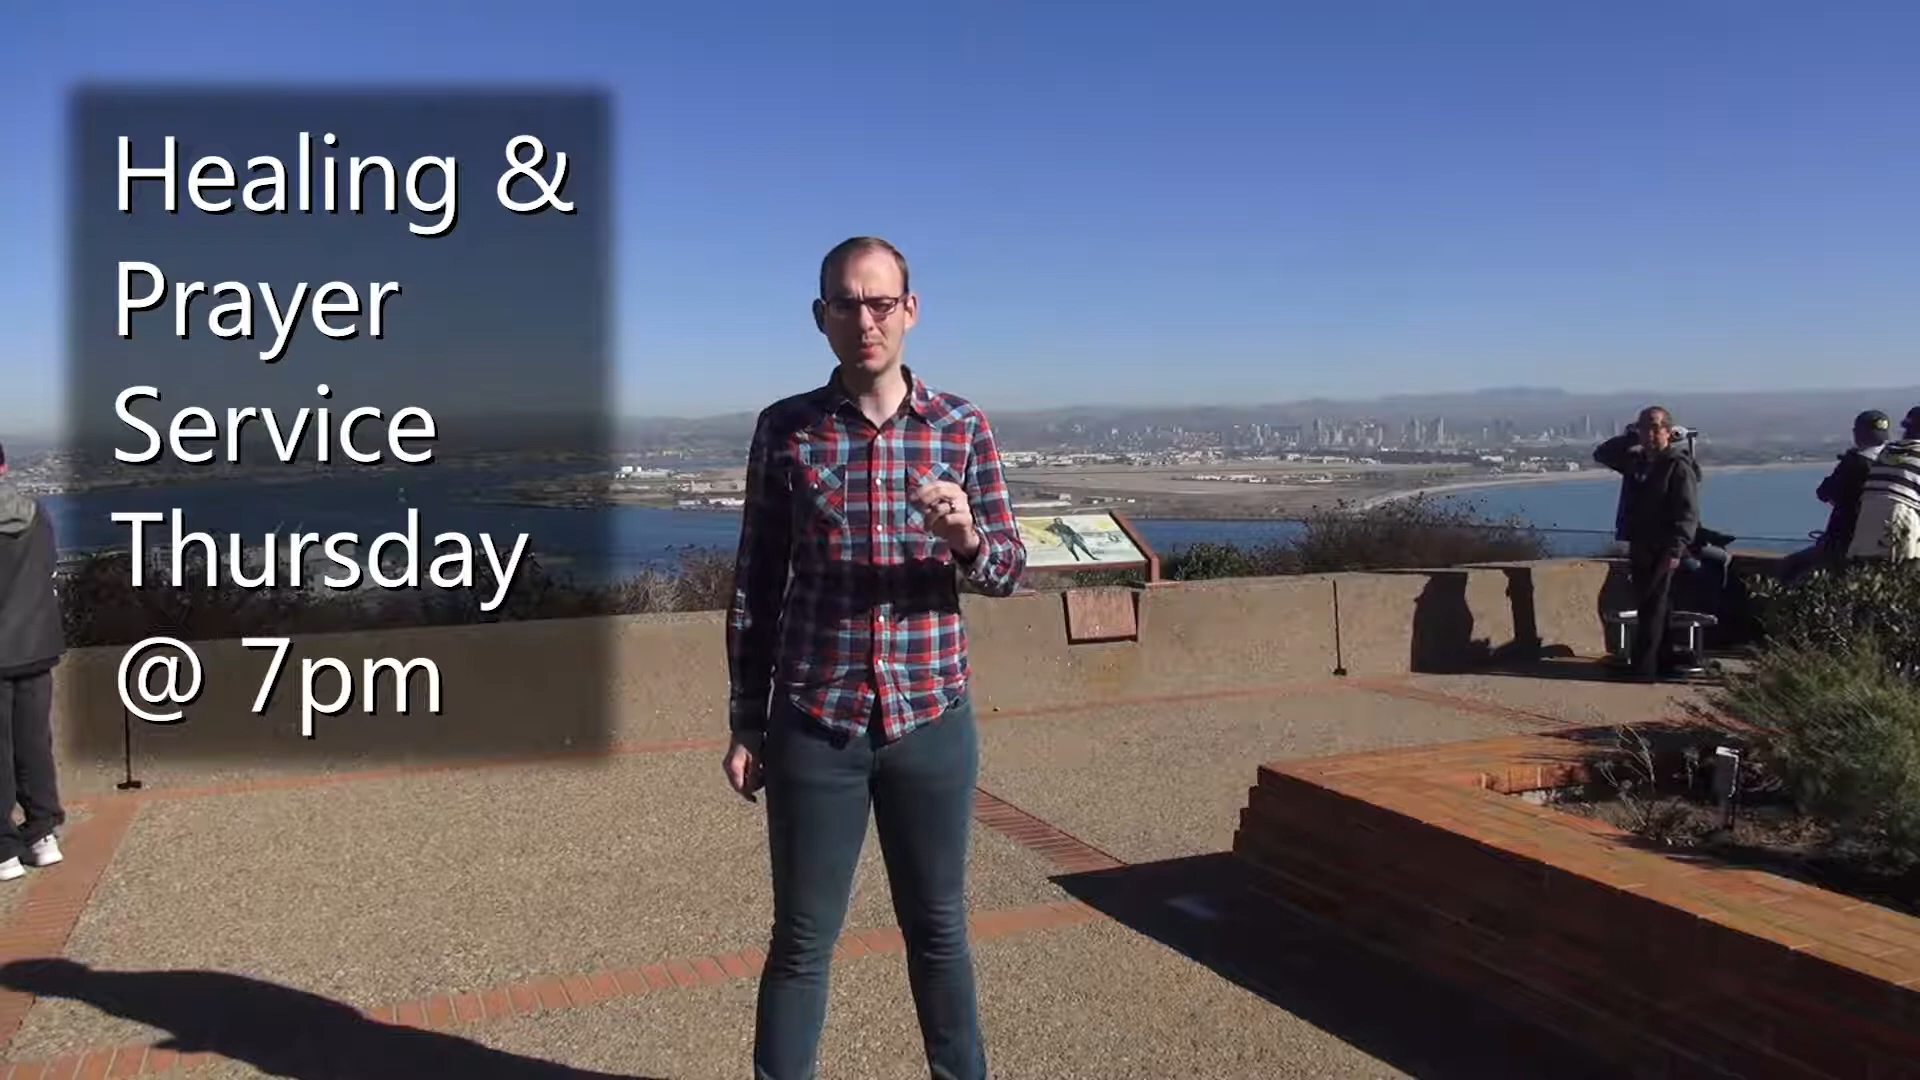 Healing &
Prayer
Service
Thursday
@ 7pm